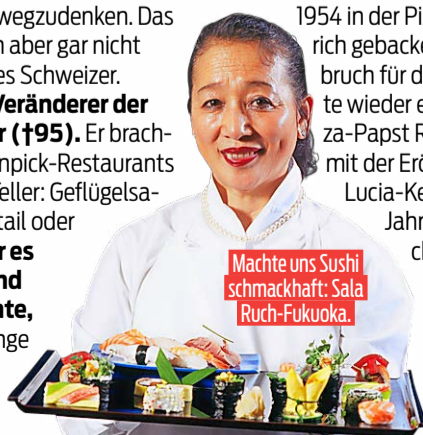 wegzudenken. Das
aber gar nicht
es Schweizer.
Veränderer der
(†95). Er brach-
npick-Restaurants
eller: Geflügelsa-
tail oder
es
nd
nte,
nge
1954 in der Pi
rich gebacke
bruch für d
te wieder e
za-Papst R
mit der Erö
Lucia-Ke
Jahr
ch
Machte uns Sushi
schmackhaft: Sala
Ruch-Fukuoka.